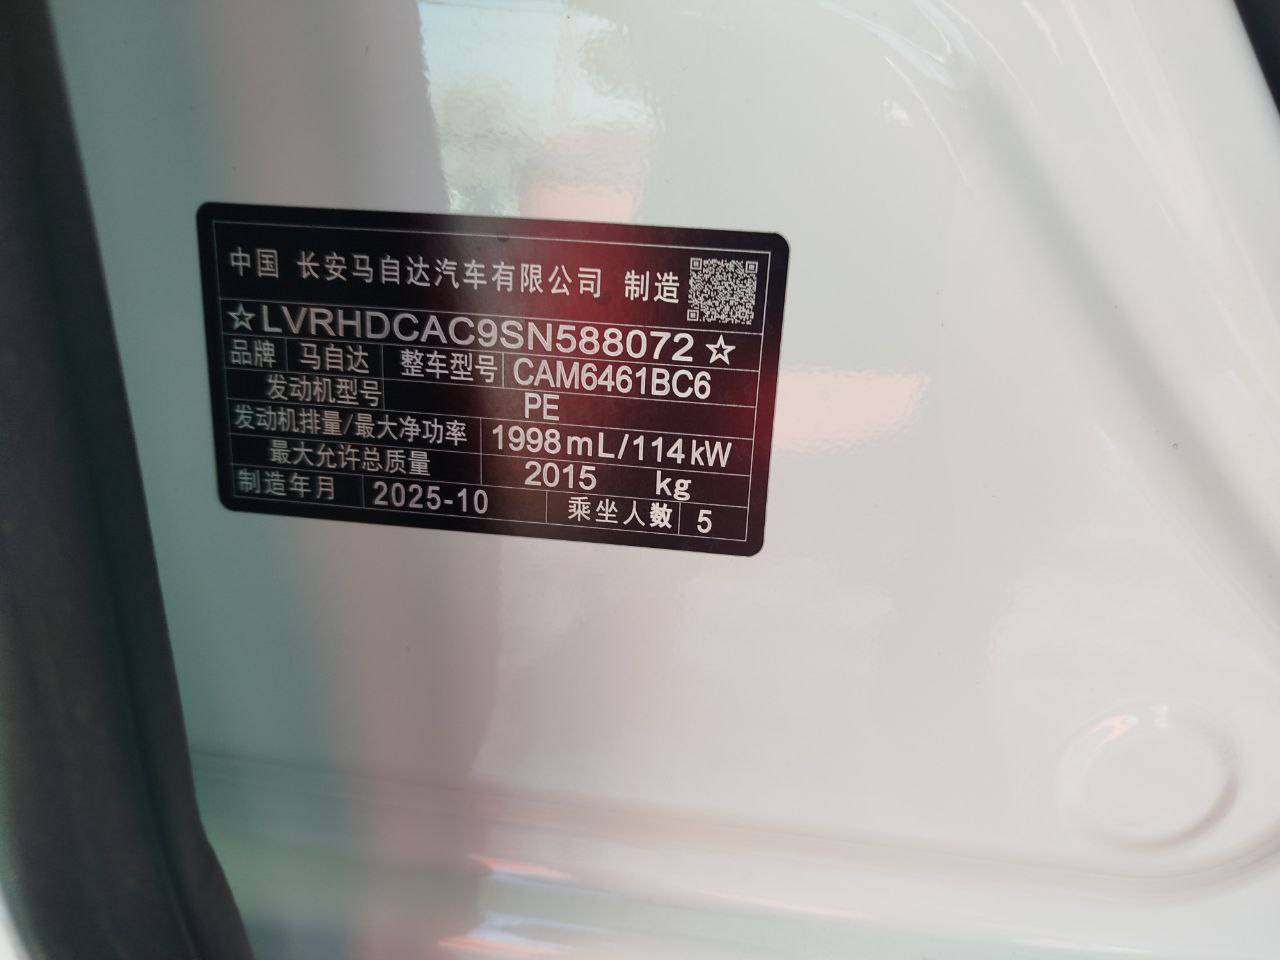 中国 长安马自达汽车有限公司 制造
☆LVRHDCAC9SN588072☆
品牌 马自达 整车型号 CAM6461BC6
发动机型号 PE
发动机排量/最大净功率 1998mL/114kW
最大允许总质量 2015 kg
制造年月 2025-10 乘坐人数 5